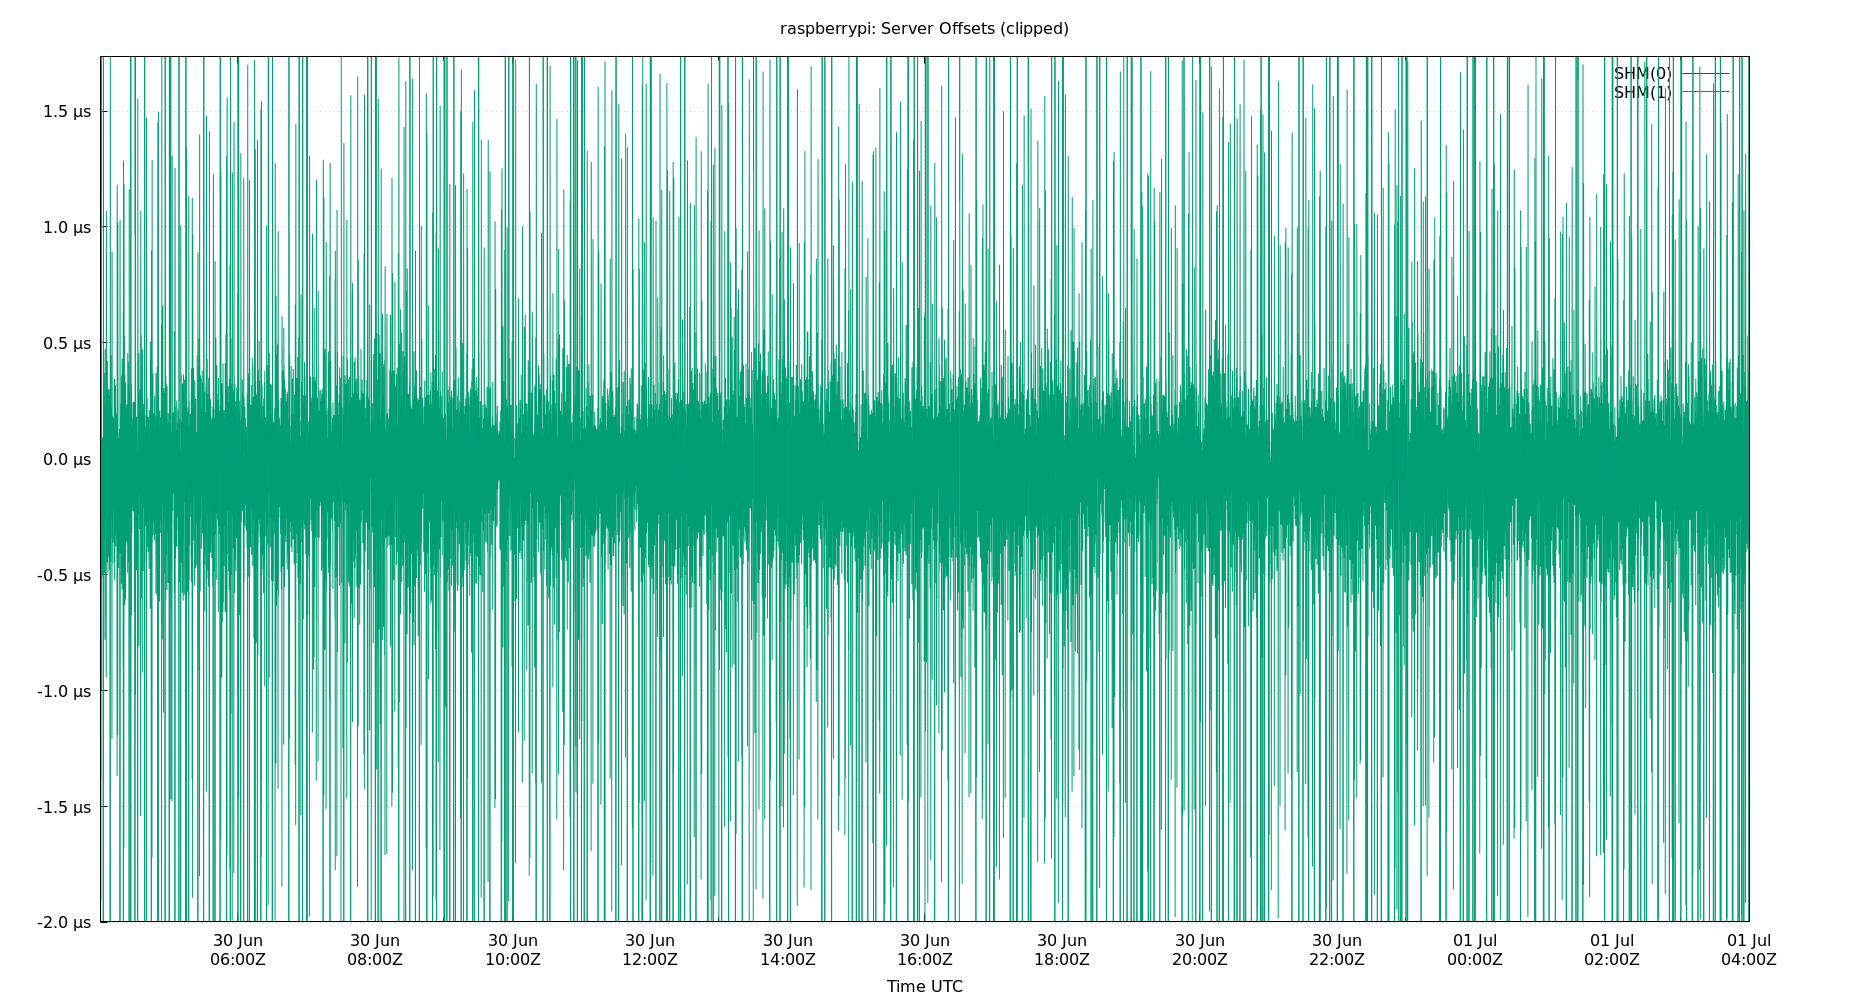 raspberrypi: Server Offsets (clipped)
SHM(0)
SHM(1)
1.5 µs
1.0 µs
0.5 µs
0.0 µs
-0.5 µs
-1.0 µs
-1.5 µs
-2.0 µs
30 Jun 30 Jun 30 Jun 30 Jun 30 Jun 30 Jun 30 Jun 30 Jun 30 Jun 01 Jul 01 Jul 01 Jul
06:00Z 08:00Z 10:00Z 12:00Z 14:00Z 16:00Z 18:00Z 20:00Z 22:00Z 00:00Z 02:00Z 04:00Z
Time UTC